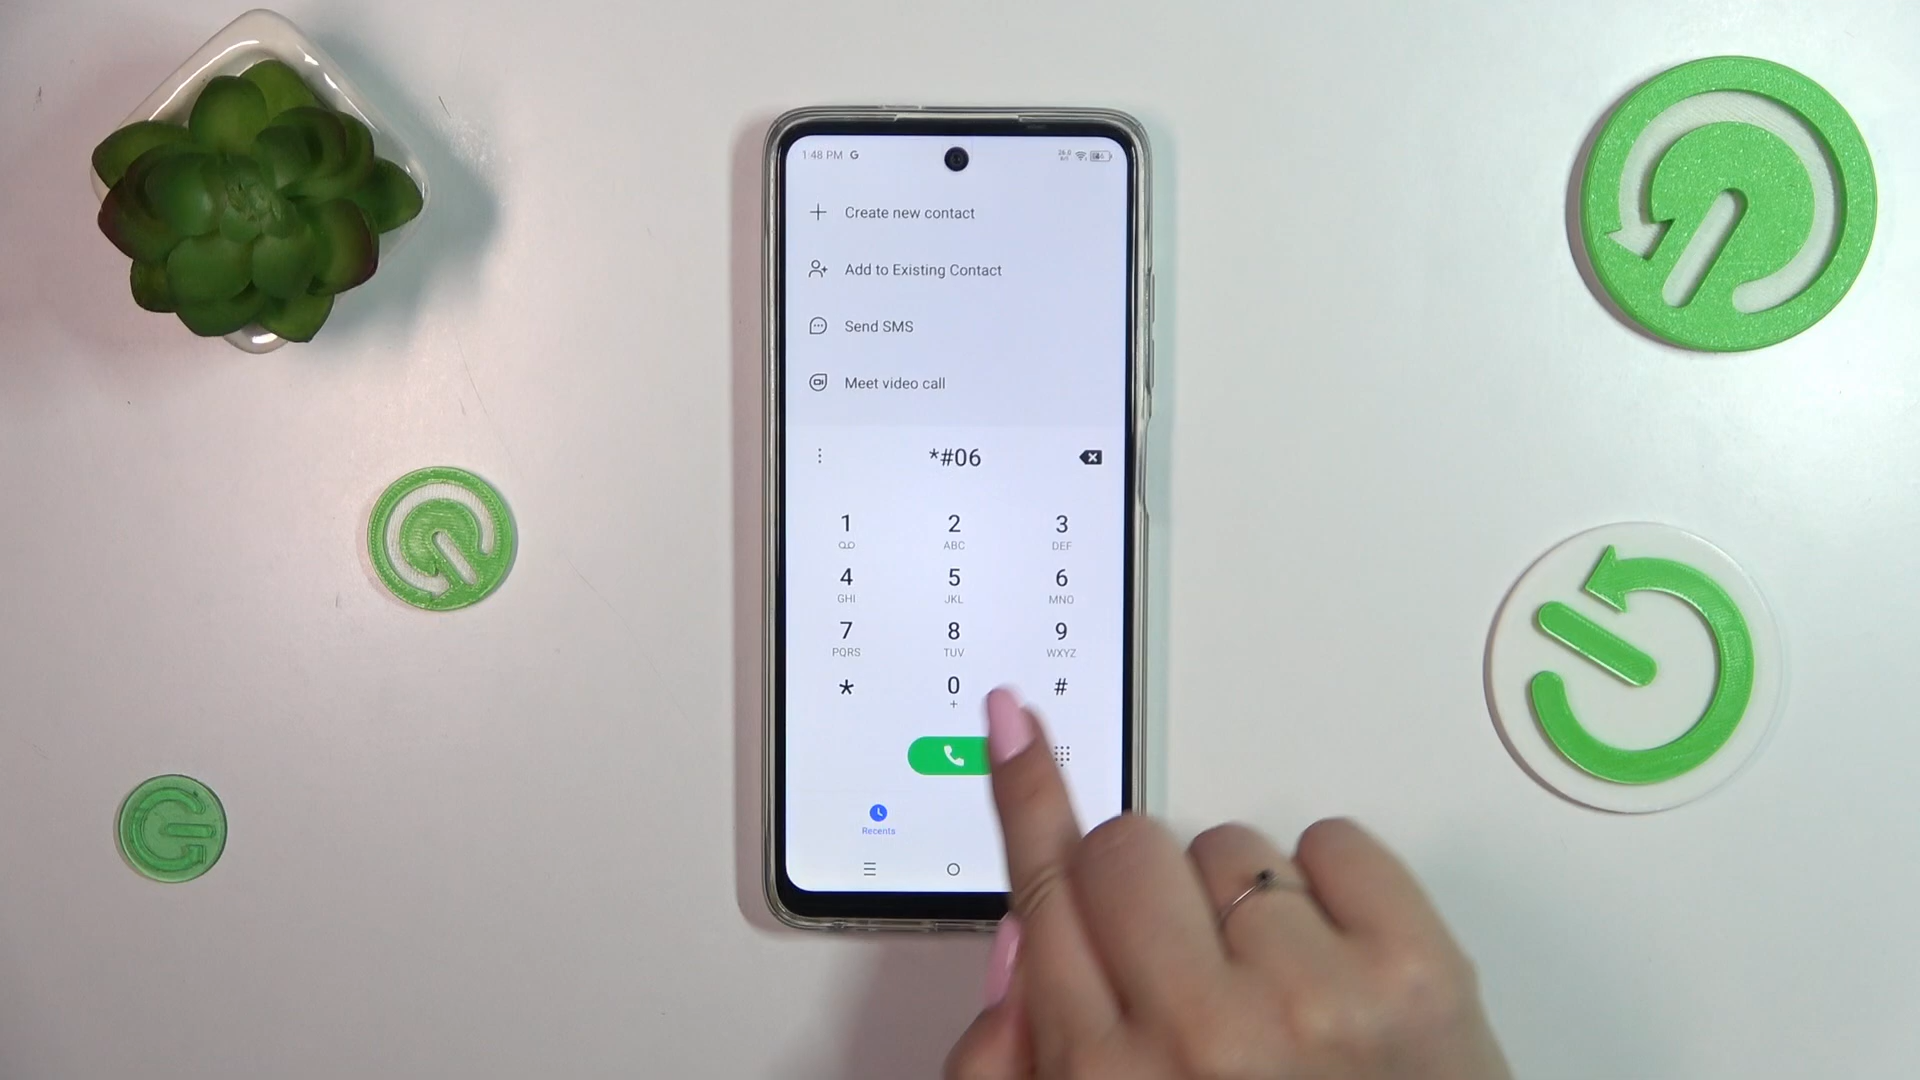 1:48 PM G
Create new contact
Add to Existing Contact
Send SMS
Meet video call
*#06
1 2 3
ABC DEF
4 5 6
GHI JKL MNO
7 8 9
PQRS TUV WXYZ
* 0 #
+
Recents